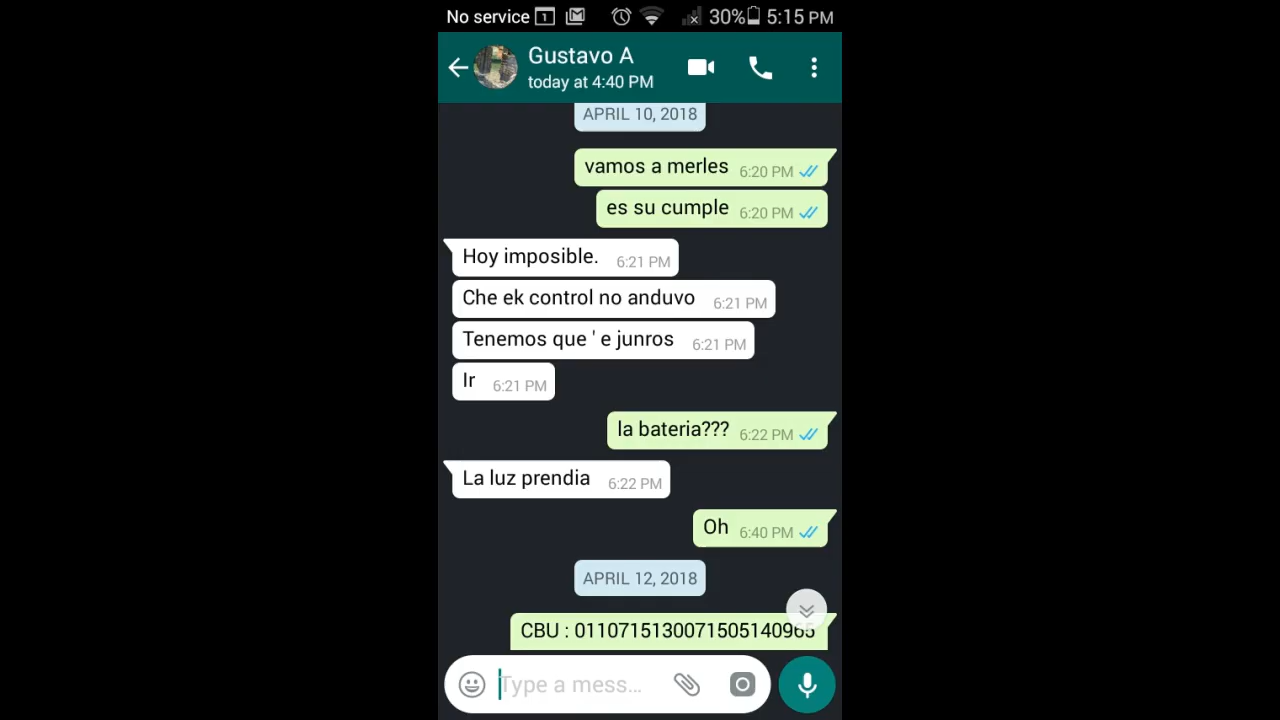 No service 1 30% 5:15 PM
Gustavo A
today at 4:40 PM
APRIL 10, 2018
vamos a merles 6:20 PM
es su cumple 6:20 PM
Hoy imposible. 6:21 PM
Che ek control no anduvo 6:21 PM
Tenemos que ' e junros 6:21 PM
Ir 6:21 PM
la bateria??? 6:22 PM
La luz prendia 6:22 PM
Oh 6:40 PM
APRIL 12, 2018
CBU : 0110715130071505140965
Type a mess...